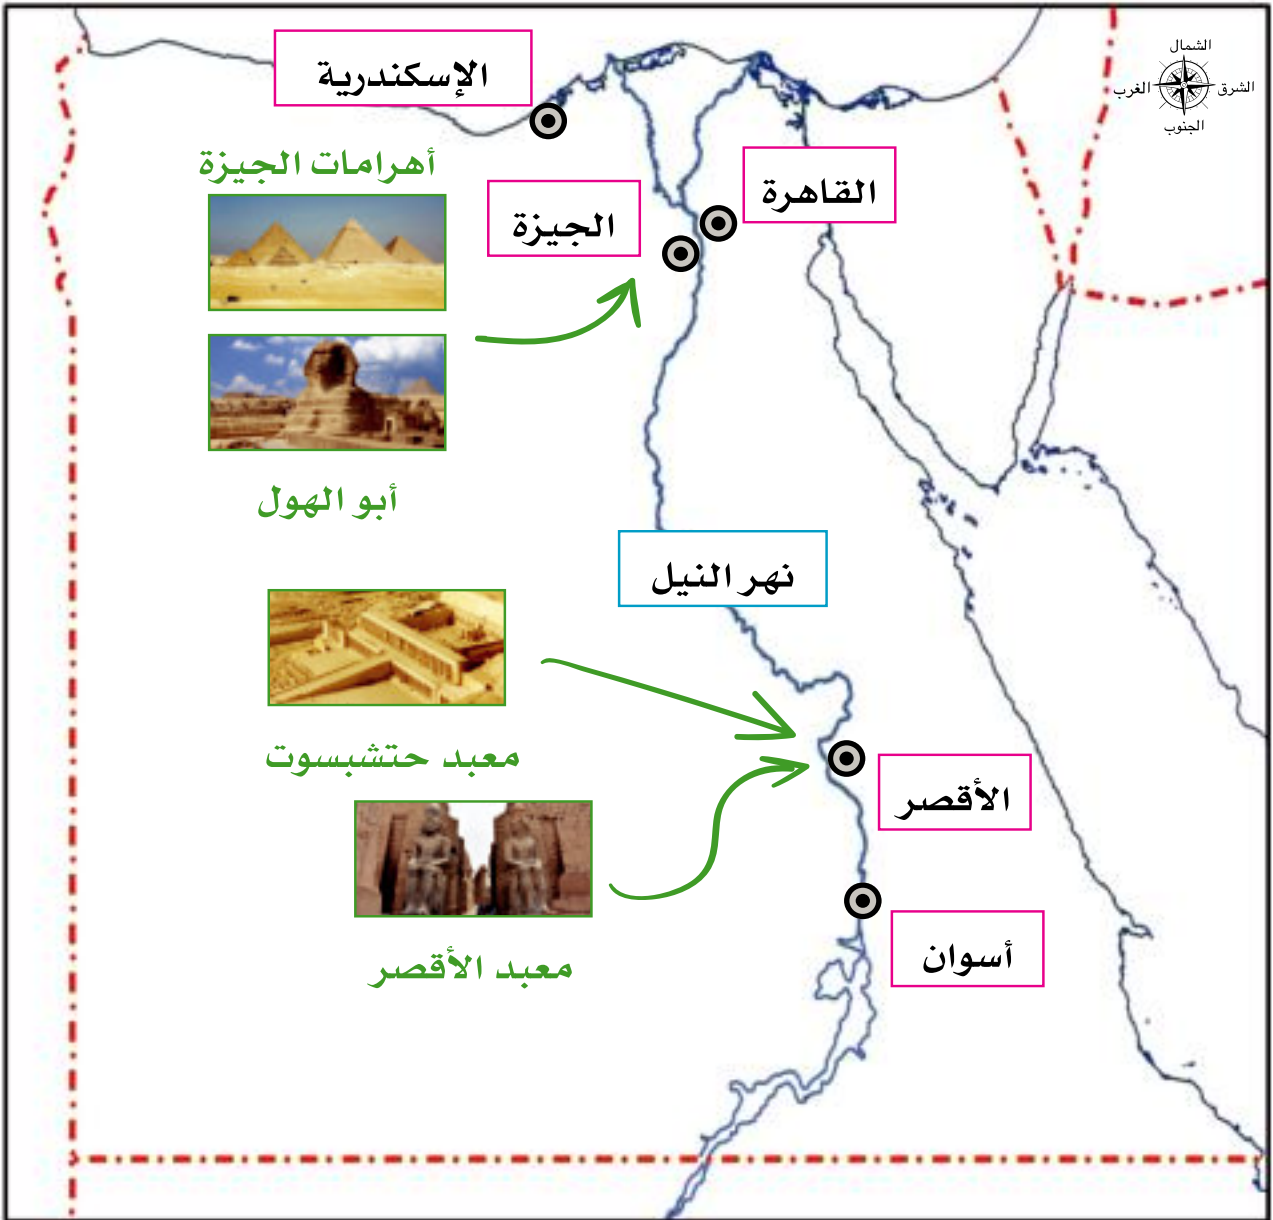 الشمال
الشرق
الغرب
الجنوب
الإسكندرية
أهرامات الجيزة
القاهرة
الجيزة
أبو الهول
نهر النيل
معبد حتشبسوت
الأقصر
أسوان
معبد الأقصر